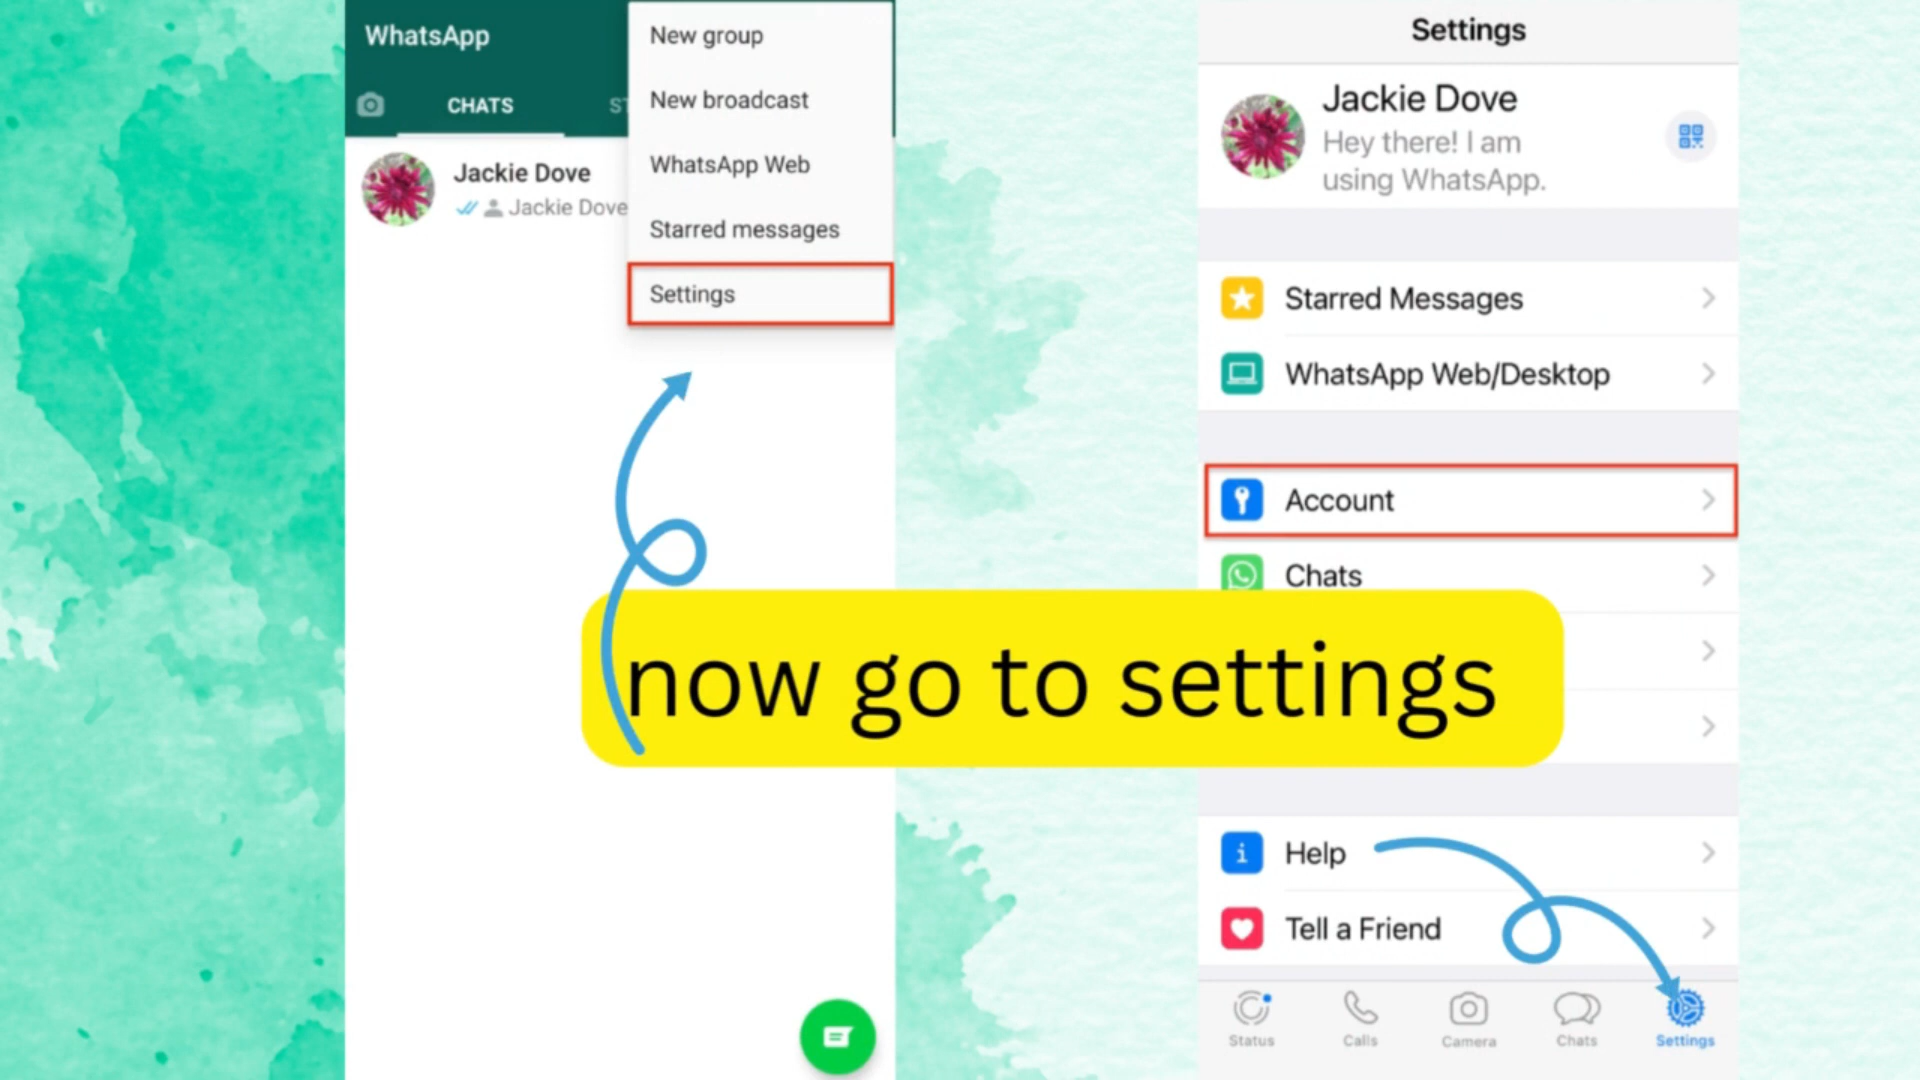 WhatsApp
CHATS
ST
Jackie Dove
Jackie Dove
New group
New broadcast
WhatsApp Web
Starred messages
Settings
Settings
Jackie Dove
Hey there! I am
using WhatsApp.
Starred Messages
WhatsApp Web/Desktop
Account
Chats
now go to settings
Help
Tell a Friend
Status
Calls
Camera
Chats
Settings